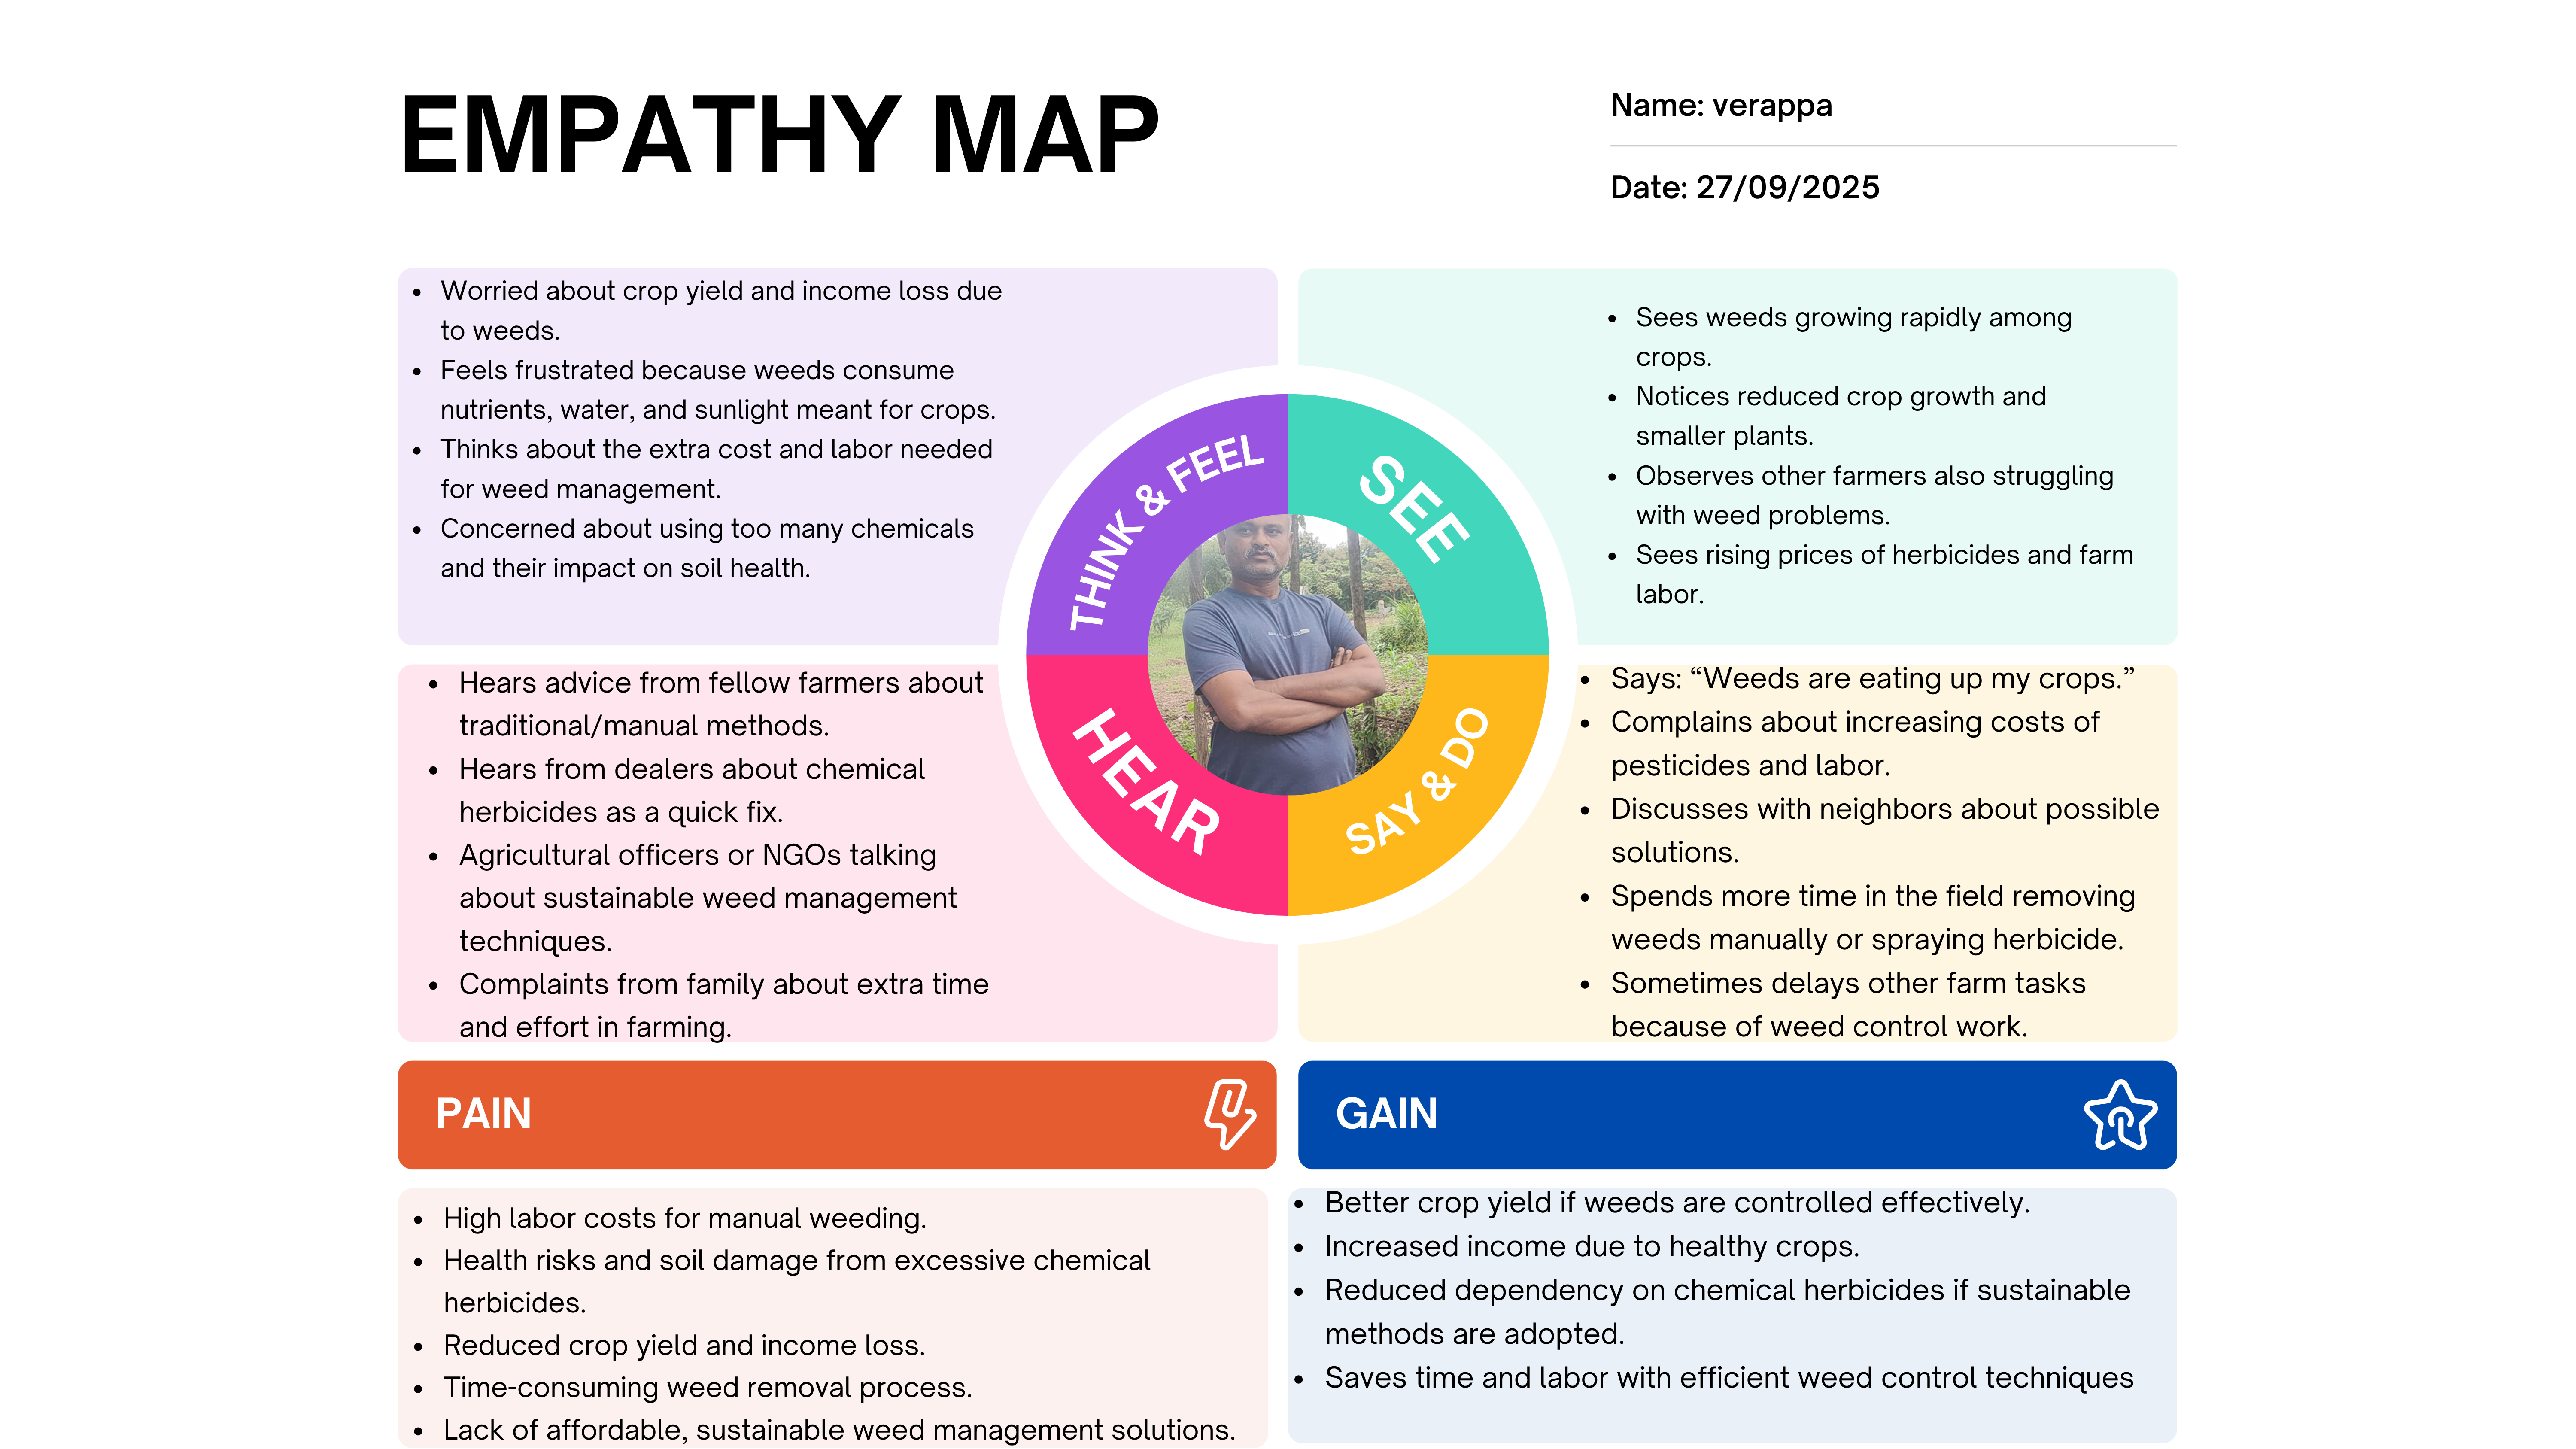 EMPATHY MAP
Name: verappa
Date: 27/09/2025
• Worried about crop yield and income loss due
to weeds.
• Feels frustrated because weeds consume
nutrients, water, and sunlight meant for crops.
• Thinks about the extra cost and labor needed
for weed management.
• Concerned about using too many chemicals
and their impact on soil health.
• Sees weeds growing rapidly among
crops.
• Notices reduced crop growth and
smaller plants.
• Observes other farmers also struggling
with weed problems.
• Sees rising prices of herbicides and farm
labor.
THINK & FEEL
SEE
HEAR
SAY & DO
• Hears advice from fellow farmers about
traditional/manual methods.
• Hears from dealers about chemical
herbicides as a quick fix.
• Agricultural officers or NGOs talking
about sustainable weed management
techniques.
• Complaints from family about extra time
and effort in farming.
• Says: “Weeds are eating up my crops.”
• Complains about increasing costs of
pesticides and labor.
• Discusses with neighbors about possible
solutions.
• Spends more time in the field removing
weeds manually or spraying herbicide.
• Sometimes delays other farm tasks
because of weed control work.
PAIN
• High labor costs for manual weeding.
• Health risks and soil damage from excessive chemical
herbicides.
• Reduced crop yield and income loss.
• Time-consuming weed removal process.
• Lack of affordable, sustainable weed management solutions.
GAIN
• Better crop yield if weeds are controlled effectively.
• Increased income due to healthy crops.
• Reduced dependency on chemical herbicides if sustainable
methods are adopted.
• Saves time and labor with efficient weed control techniques